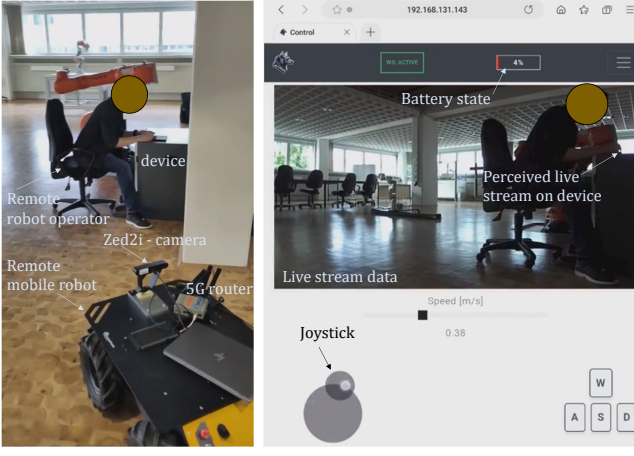 device
Remote
robot operator
Zed2i - camera
Remote
mobile robot
5G router
192.168.131.143
Control
WS: ACTIVE
4%
Battery state
Perceived live
stream on device
Live stream data
Speed [m/s]
0.38
Joystick
W
A S D